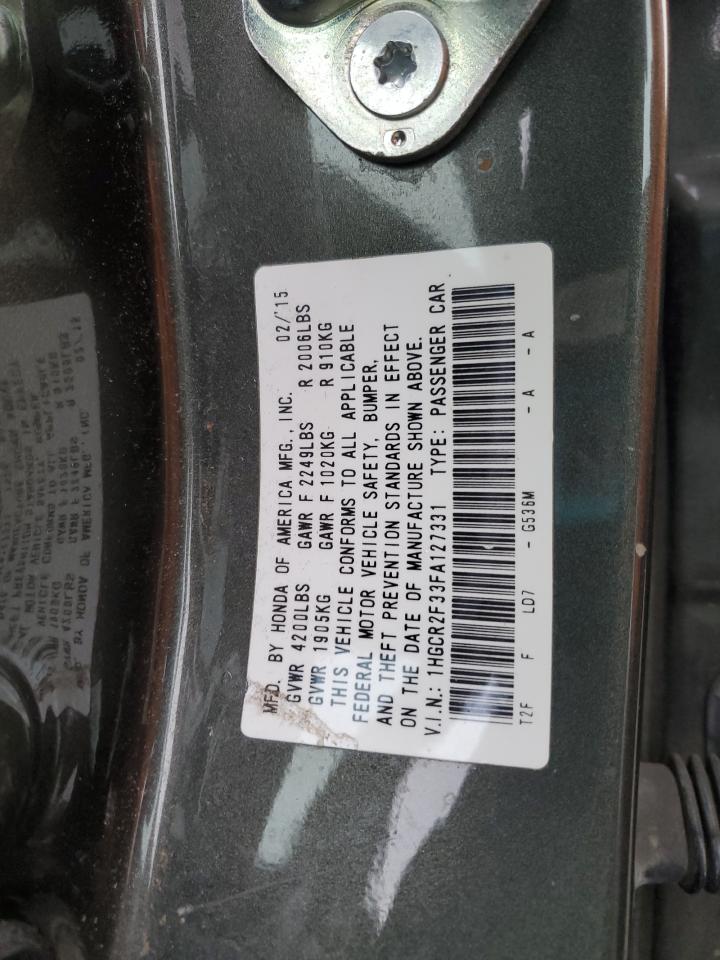 MFD. BY HONDA OF AMERICA MFG., INC. 02/'15
GVWR 4200LBS GAWR F 2249LBS R 2006LBS
GVWR 1905KG GAWR F 1020KG R 910KG
THIS VEHICLE CONFORMS TO ALL APPLICABLE
FEDERAL MOTOR VEHICLE SAFETY, BUMPER,
AND THEFT PREVENTION STANDARDS IN EFFECT
ON THE DATE OF MANUFACTURE SHOWN ABOVE.
V.I.N.: 1HGCR2F33FA127331 TYPE: PASSENGER CAR
T2F F LD7 - G536M - A - A